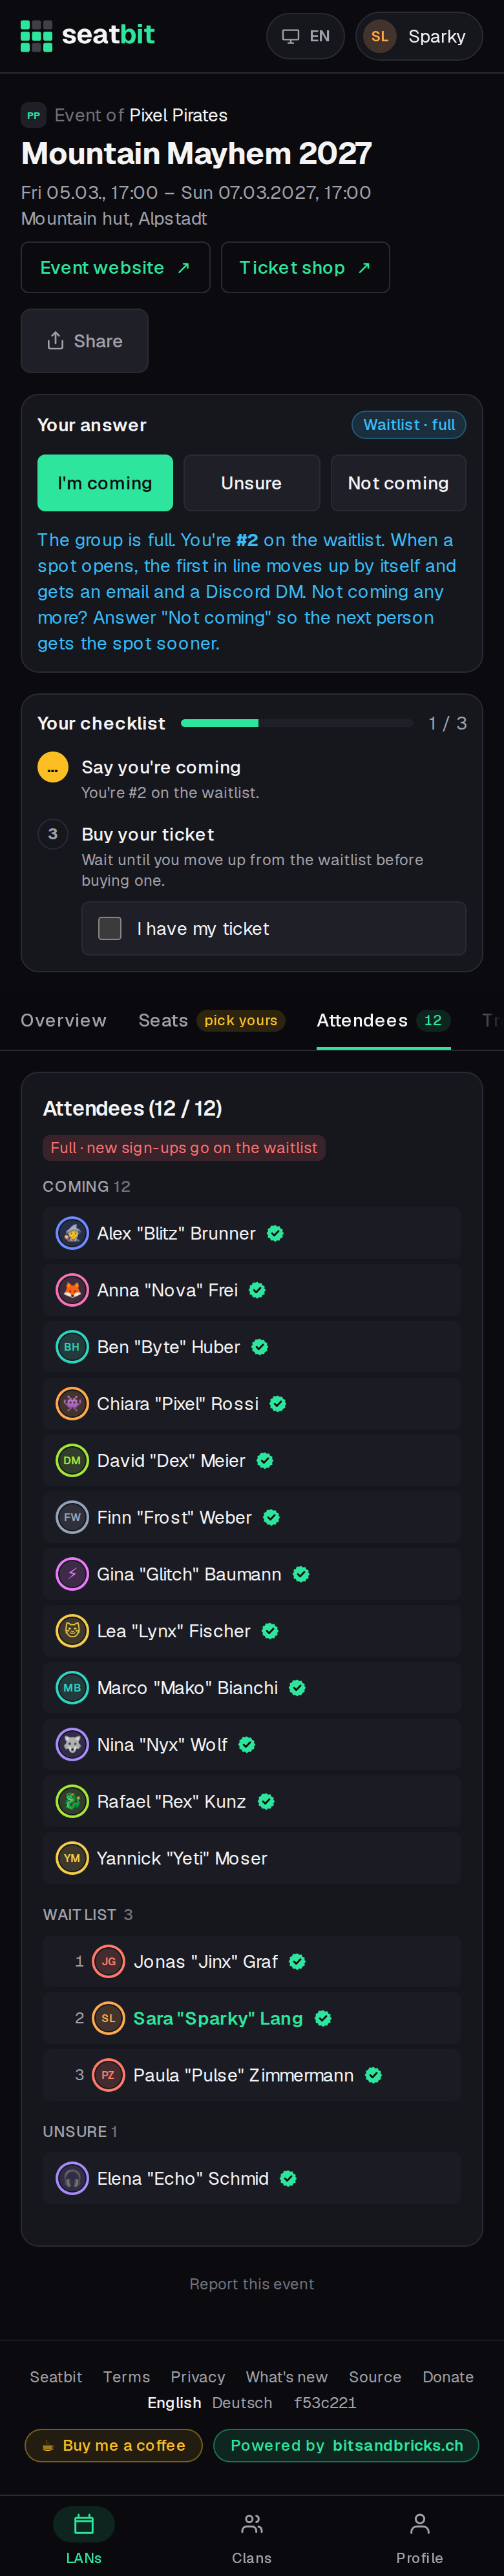 seatbit
EN
SL
Sparky
PP Event of Pixel Pirates
Mountain Mayhem 2027
Fri 05.03., 17:00 – Sun 07.03.2027, 17:00
Mountain hut, Alpstadt
Event website ↗
Ticket shop ↗
Share
Your answer
Waitlist · full
I'm coming
Unsure
Not coming
The group is full. You're #2 on the waitlist. When a
spot opens, the first in line moves up by itself and
gets an email and a Discord DM. Not coming any
more? Answer "Not coming" so the next person
gets the spot sooner.
Your checklist
1 / 3
... Say you're coming
You're #2 on the waitlist.
3 Buy your ticket
Wait until you move up from the waitlist before
buying one.
I have my ticket
Overview
Seats pick yours
Attendees 12
Tr
Attendees (12 / 12)
Full · new sign-ups go on the waitlist
COMING 12
Alex "Blitz" Brunner
Anna "Nova" Frei
BH Ben "Byte" Huber
Chiara "Pixel" Rossi
DM David "Dex" Meier
FW Finn "Frost" Weber
Gina "Glitch" Baumann
Lea "Lynx" Fischer
MB Marco "Mako" Bianchi
Nina "Nyx" Wolf
Rafael "Rex" Kunz
YM Yannick "Yeti" Moser
WAITLIST 3
1 JG Jonas "Jinx" Graf
2 SL Sara "Sparky" Lang
3 PZ Paula "Pulse" Zimmermann
UNSURE 1
Elena "Echo" Schmid
Report this event
Seatbit Terms Privacy What's new Source Donate
English Deutsch f53c221
Buy me a coffee
Powered by bitsandbricks.ch
LANs
Clans
Profile